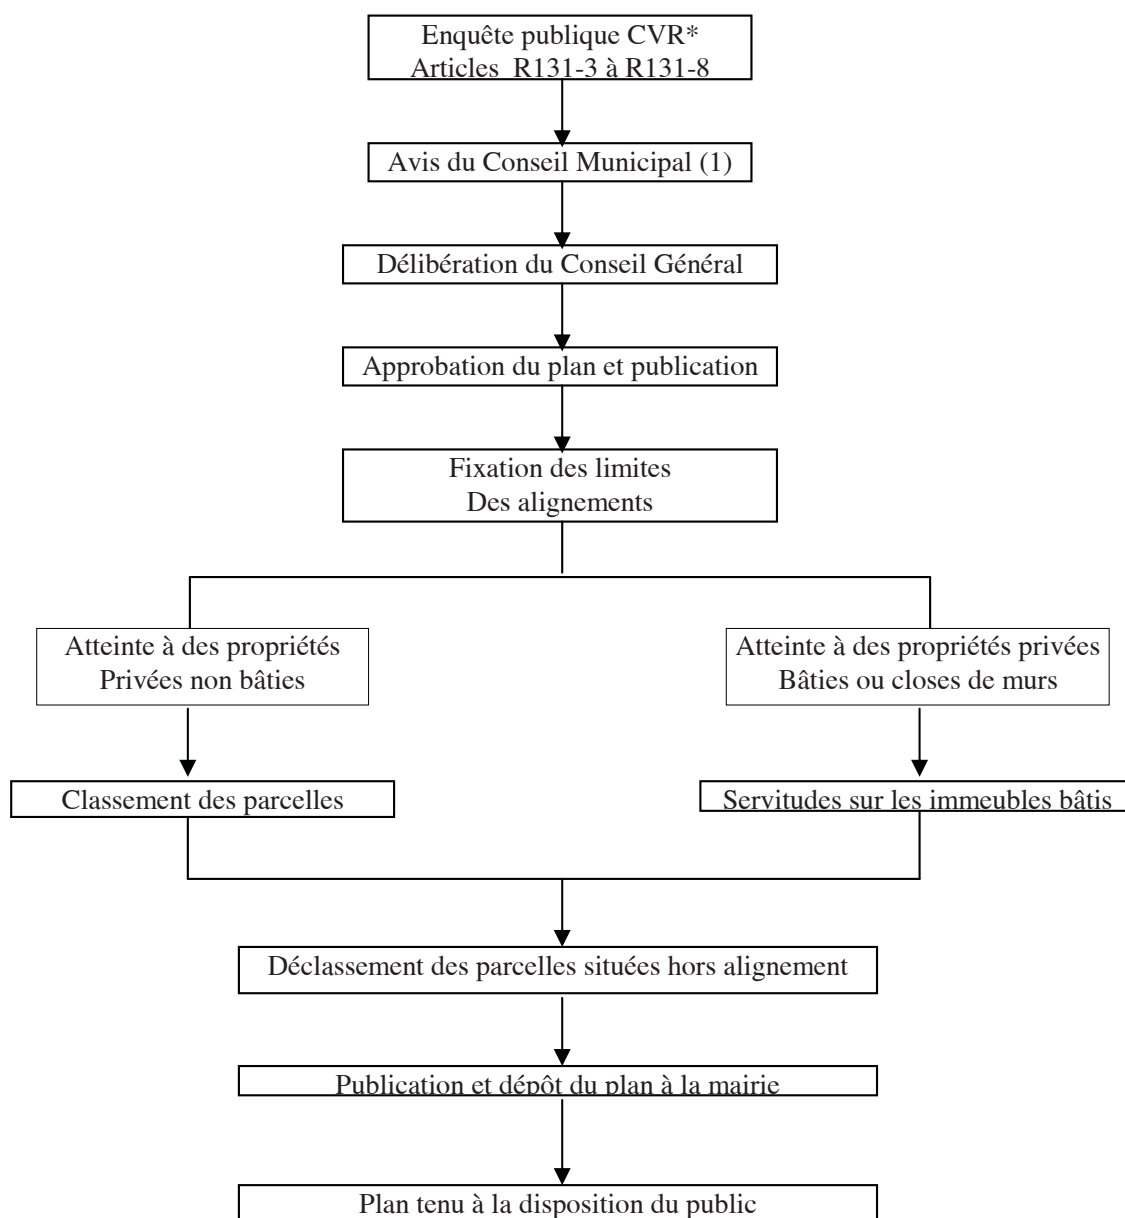 Enquête publique CVR*
Articles R131-3 à R131-8
Avis du Conseil Municipal (1)
Délibération du Conseil Général
Approbation du plan et publication
Fixation des limites
Des alignements
Atteinte à des propriétés
Privées non bâties
Atteinte à des propriétés privées
Bâties ou closes de murs
Classement des parcelles
Servitudes sur les immeubles bâtis
Déclassement des parcelles situées hors alignement
Publication et dépôt du plan à la mairie
Plan tenu à la disposition du public